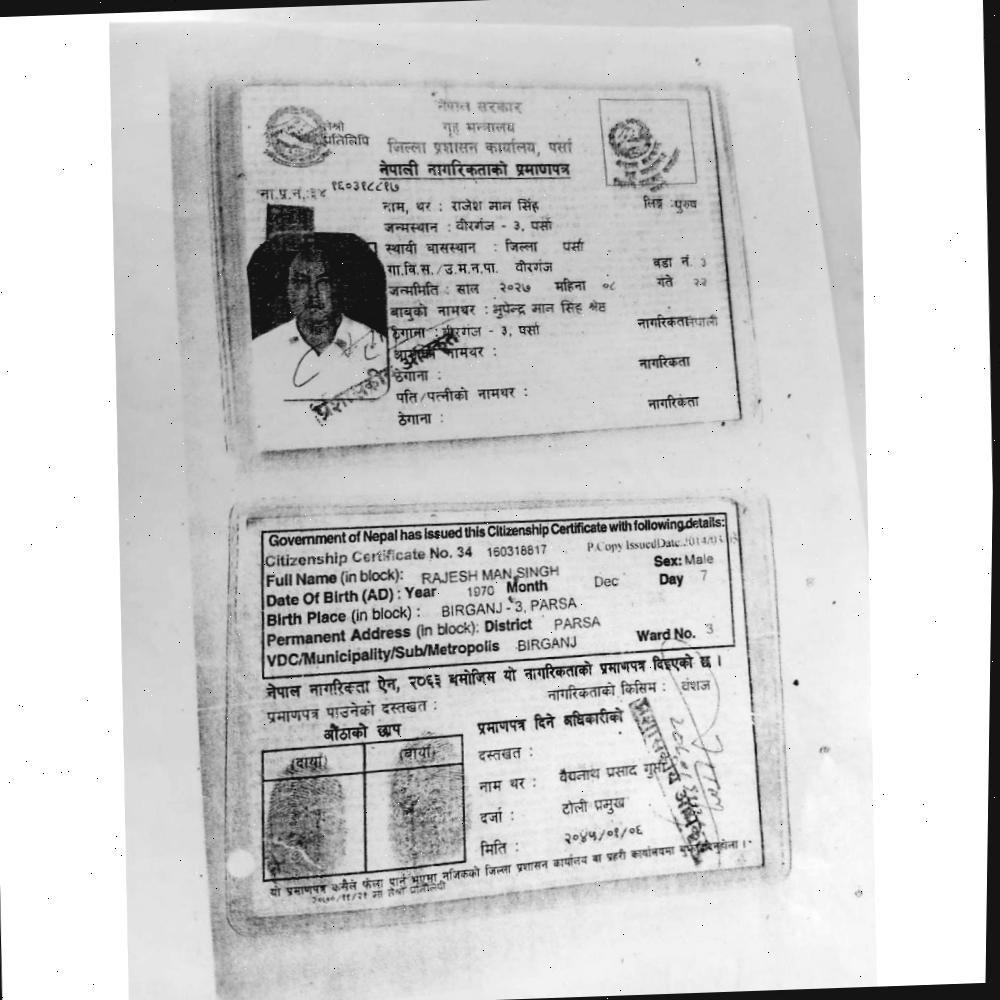 नेपाल सरकार
गृह मन्त्रालय
प्रतिलिपि
जिल्ला प्रशासन कार्यालय, पर्सा
नेपाली नागरिकताको प्रमाणपत्र
ना.प्र.नं.:३४ १६०३१८८१७
नाम, थर : राजेश मान सिंह लिङ्ग :पुरुष
जन्मस्थान : वीरगंज - ३, पर्सा
स्थायी बासस्थान : जिल्ला पर्सा
गा.वि.स./उ.म.न.पा. वीरगंज वडा नं. ३
जन्ममिति : साल २०२७ महिना ०८ गते २२
बाबुको नामथर : भुपेन्द्र मान सिंह श्रेष्ठ
ठेगाना : वीरगंज - ३, पर्सा नागरिकता नेपाली
नामथर :
ठेगाना : नागरिकता
पति/पत्नीको नामथर :
ठेगाना : नागरिकता
Government of Nepal has issued this Citizenship Certificate with following details:
Citizenship Certificate No. 34 160318817 P.Copy IssuedDate:2014/03
Sex: Male
Full Name (in block): RAJESH MAN SINGH
Date Of Birth (AD) : Year 1970 Month Dec Day 7
Birth Place (in block) : BIRGANJ - 3, PARSA
Permanent Address (in block): District PARSA
VDC/Municipality/Sub/Metropolis BIRGANJ Ward No. 3
नेपाल नागरिकता ऐन, २०६३ बमोजिम यो नागरिकताको प्रमाणपत्र दिइएको छ ।
प्रमाणपत्र पाउनेको दस्तखत : नागरिकताको किसिम : वंशज
औंठाको छाप प्रमाणपत्र दिने अधिकारीको
(दायाँ) (बायाँ) दस्तखत :
नाम थर : वैद्यनाथ प्रसाद गुप्ता
दर्जा : टोली प्रमुख
मिति : २०४५/०१/०६
यो प्रमाणपत्र कसैले फेला पारे नजिकको जिल्ला प्रशासन कार्यालय वा प्रहरी कार्यालयमा